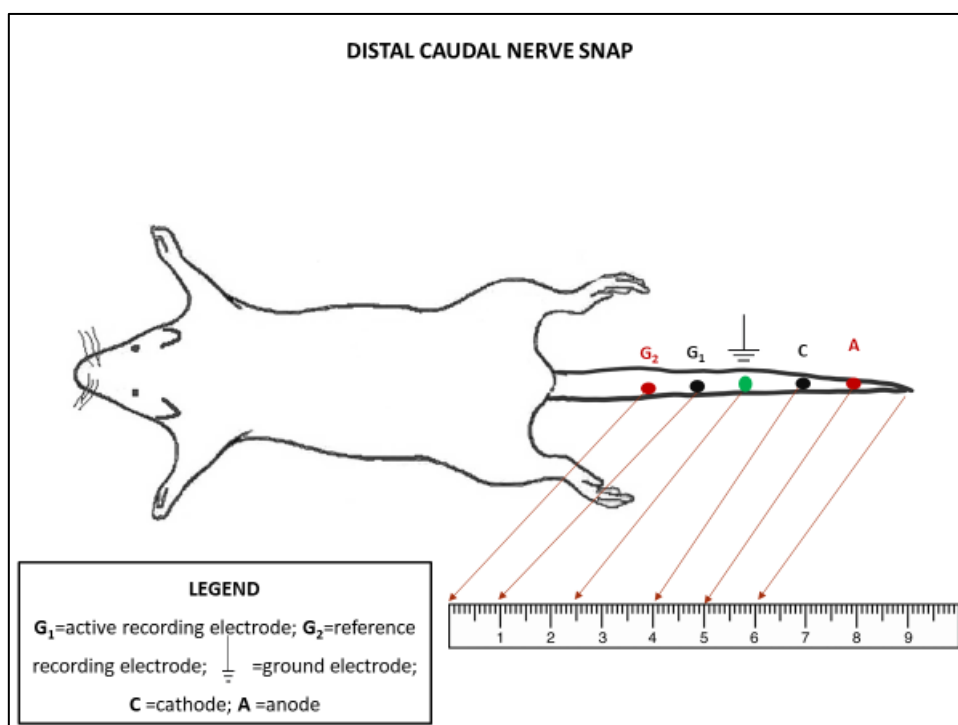 DISTAL CAUDAL NERVE SNAP
G₂ G₁ C A
LEGEND
G₁=active recording electrode; G₂=reference
recording electrode; =ground electrode;
C =cathode; A =anode
1 2 3 4 5 6 7 8 9